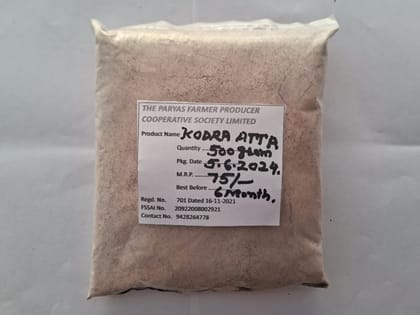 THE PARYAS FARMER PRODUCER
COOPERATIVE SOCIETY LIMITED
Product Name KODRA ATTA
Quantity ......500 gram
Pkg. Date ....5.6.2024.
M.R.P. ........75/-
Best Before ....6 Month.
Regd. No. 701 Dated 16-11-2021
FSSAI No. 20922008002921
Contact No. 9428264778